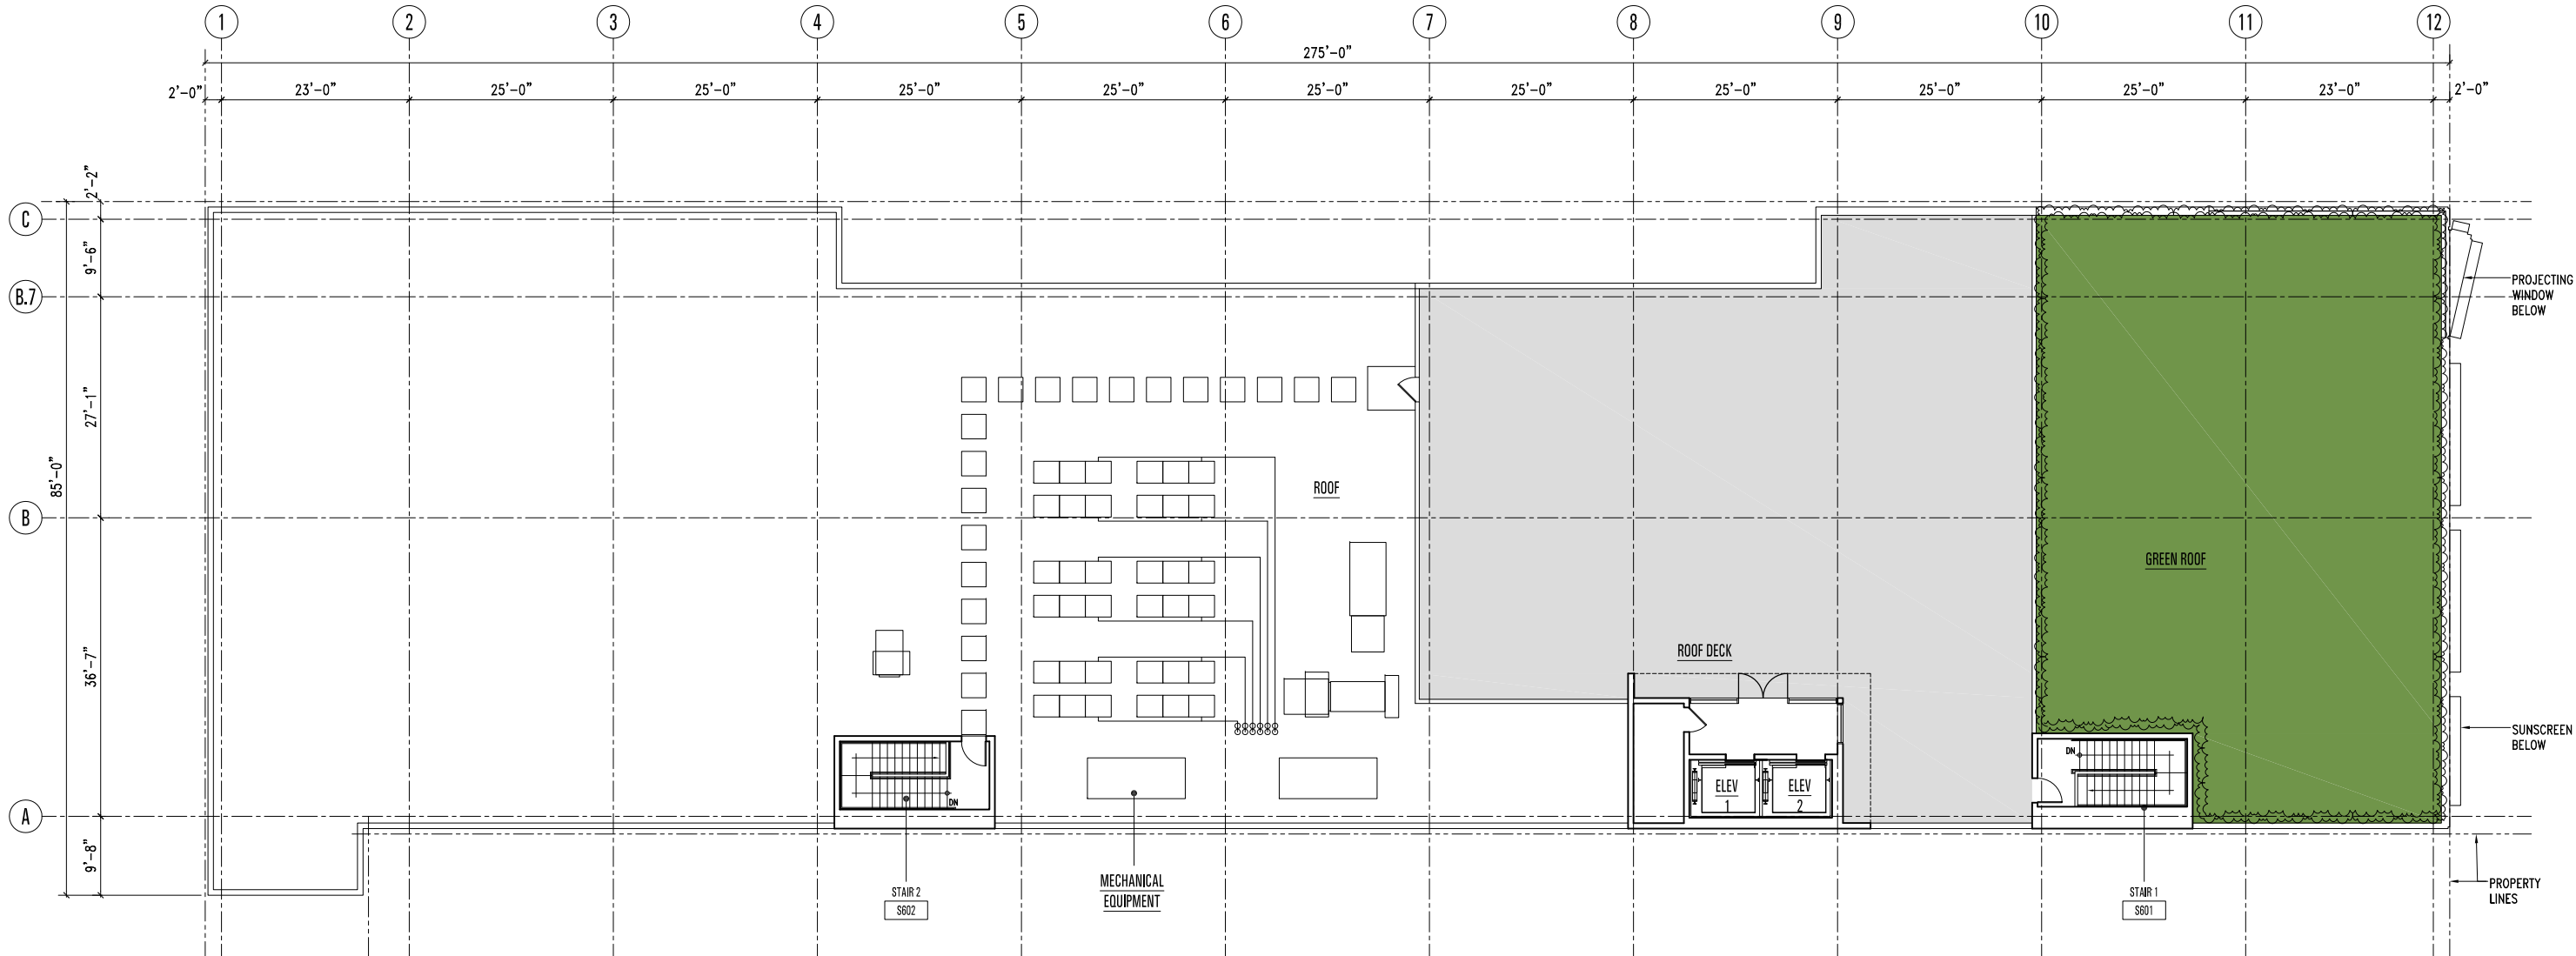 1 2 3 4 5 6 7 8 9 10 11 12
275'-0"
2'-0" 23'-0" 25'-0" 25'-0" 25'-0" 25'-0" 25'-0" 25'-0" 25'-0" 25'-0" 25'-0" 23'-0" 2'-0"
2'-2"
C
9'-6"
B.7
PROJECTING
WINDOW
BELOW
27'-1"
85'-0"
ROOF
B
GREEN ROOF
36'-7"
ROOF DECK
SUNSCREEN
BELOW
DN
ELEV
1
ELEV
2
DN
A
9'-8"
MECHANICAL
EQUIPMENT
STAIR 2
S602
STAIR 1
S601
PROPERTY
LINES